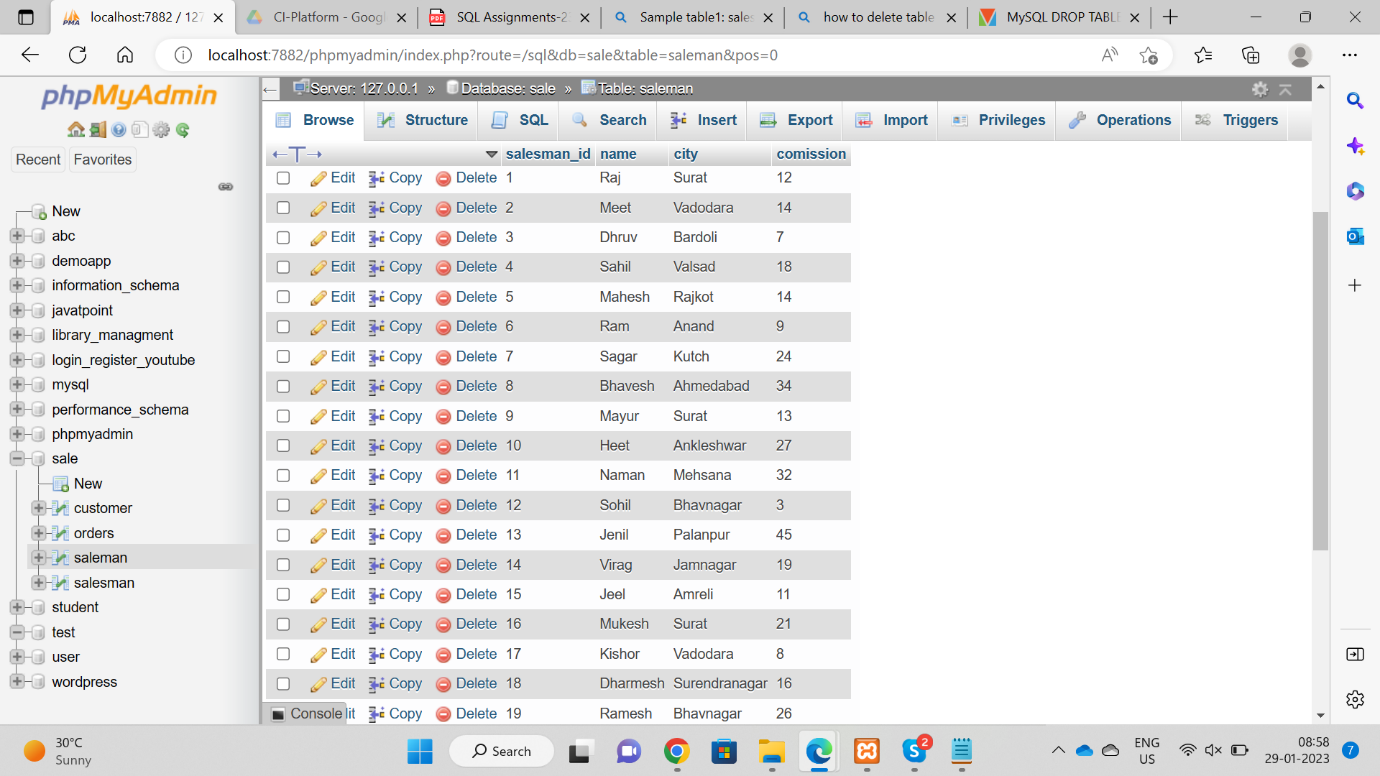 localhost:7882 / 127
CI-Platform - Googl
PDF SQL Assignments-2
Sample table1: sales
how to delete table
MySQL DROP TABLE
localhost:7882/phpmyadmin/index.php?route=/sql&db=sale&table=saleman&pos=0
phpMyAdmin
Recent Favorites
New
abc
demoapp
information_schema
javatpoint
library_managment
login_register_youtube
mysql
performance_schema
phpmyadmin
sale
New
customer
orders
saleman
salesman
student
test
user
wordpress
Server: 127.0.0.1 » Database: sale » Table: saleman
Browse Structure SQL Search Insert Export Import Privileges Operations Triggers
salesman_id name city comission
Edit Copy Delete 1 Raj Surat 12
Edit Copy Delete 2 Meet Vadodara 14
Edit Copy Delete 3 Dhruv Bardoli 7
Edit Copy Delete 4 Sahil Valsad 18
Edit Copy Delete 5 Mahesh Rajkot 14
Edit Copy Delete 6 Ram Anand 9
Edit Copy Delete 7 Sagar Kutch 24
Edit Copy Delete 8 Bhavesh Ahmedabad 34
Edit Copy Delete 9 Mayur Surat 13
Edit Copy Delete 10 Heet Ankleshwar 27
Edit Copy Delete 11 Naman Mehsana 32
Edit Copy Delete 12 Sohil Bhavnagar 3
Edit Copy Delete 13 Jenil Palanpur 45
Edit Copy Delete 14 Virag Jamnagar 19
Edit Copy Delete 15 Jeel Amreli 11
Edit Copy Delete 16 Mukesh Surat 21
Edit Copy Delete 17 Kishor Vadodara 8
Edit Copy Delete 18 Dharmesh Surendranagar 16
Console it Copy Delete 19 Ramesh Bhavnagar 26
30°C
Sunny
Search
2
ENG
US
08:58
29-01-2023
7